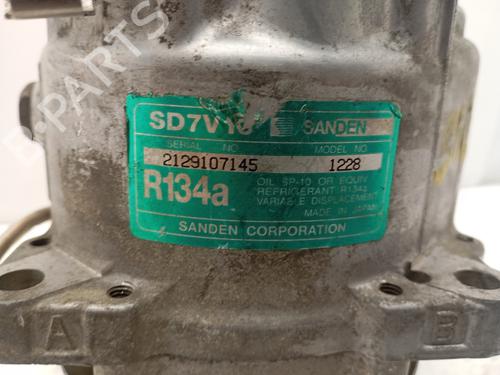 B-PARTS
SD7V16 SANDEN
SERIAL NO. MODEL NO.
2129107145 1228
R134a
OIL SP-10 OR EQUIV.
REFRIGERANT R134a
VARIABLE DISPLACEMENT
MADE IN JAPAN
SANDEN CORPORATION
A B